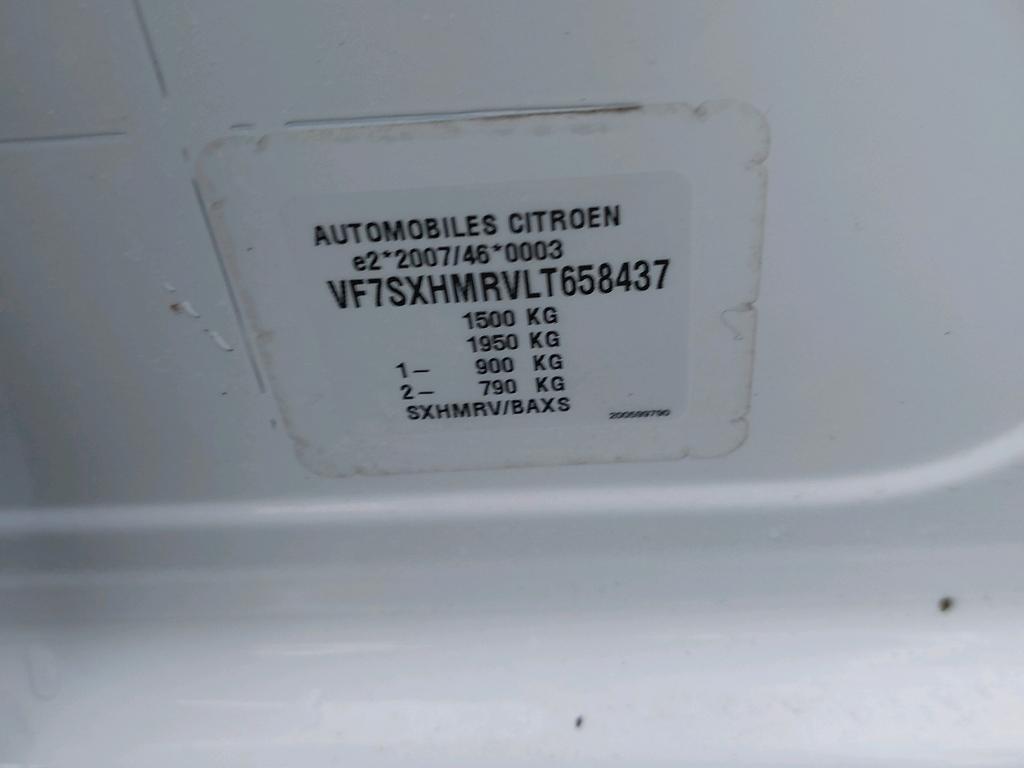 AUTOMOBILES CITROEN
e2*2007/46*0003
VF7SXHMRVLT658437
1500 KG
1950 KG
1– 900 KG
2– 790 KG
SXHMRV/BAXS 200599790